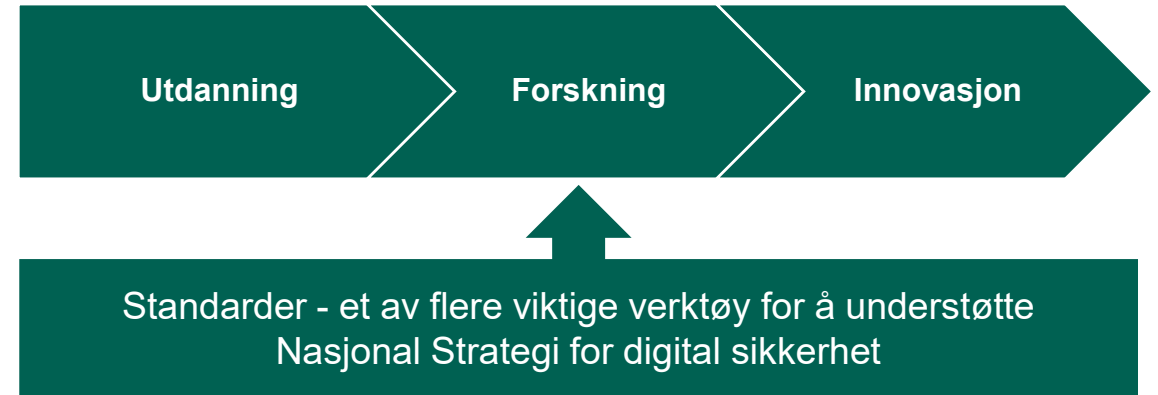 Utdanning
Forskning
Innovasjon
Standarder - et av flere viktige verktøy for å understøtte
Nasjonal Strategi for digital sikkerhet